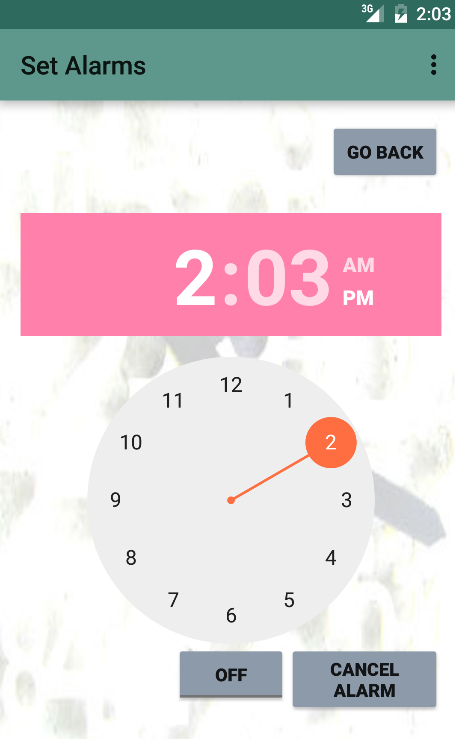 3G 2:03
Set Alarms
GO BACK
2:03 AM
PM
12
11 1
10 2
9 3
8 4
7 5
6
OFF
CANCEL
ALARM